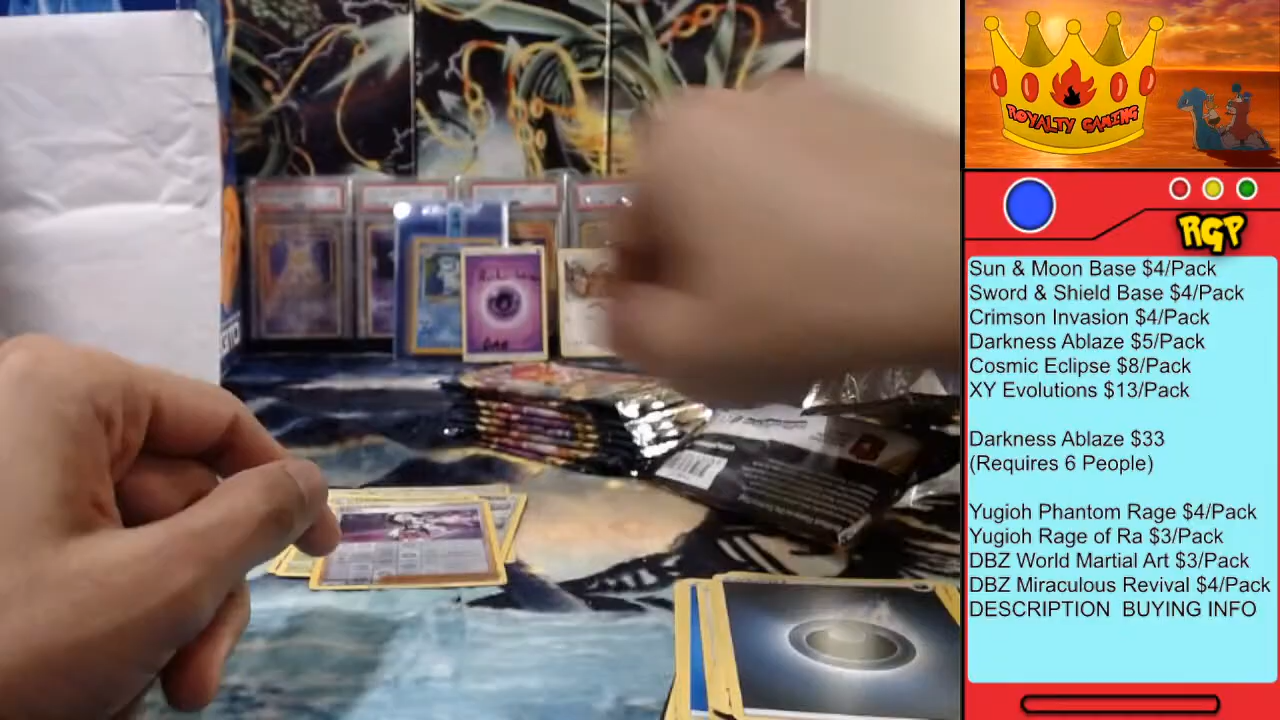 ROYALTY GAMING
RGP
Sun & Moon Base $4/Pack
Sword & Shield Base $4/Pack
Crimson Invasion $4/Pack
Darkness Ablaze $5/Pack
Cosmic Eclipse $8/Pack
XY Evolutions $13/Pack
Darkness Ablaze $33
(Requires 6 People)
Yugioh Phantom Rage $4/Pack
Yugioh Rage of Ra $3/Pack
DBZ World Martial Art $3/Pack
DBZ Miraculous Revival $4/Pack
DESCRIPTION BUYING INFO